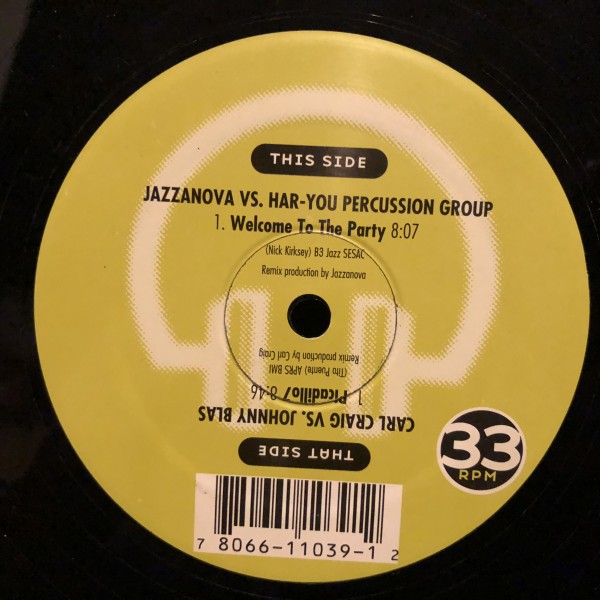 THIS SIDE
JAZZANOVA VS. HAR-YOU PERCUSSION GROUP
1. Welcome To The Party 8:07
(Nick Kirksey) B3 Jazz SESAC
Remix production by Jazzanova
THAT SIDE
CARL CRAIG VS. JOHNNY BLAS
1. Picadillo/ 8:46
(Tito Puente) APRS BMI
Remix production by Carl Craig
33
RPM
7 8066-11039-1 2